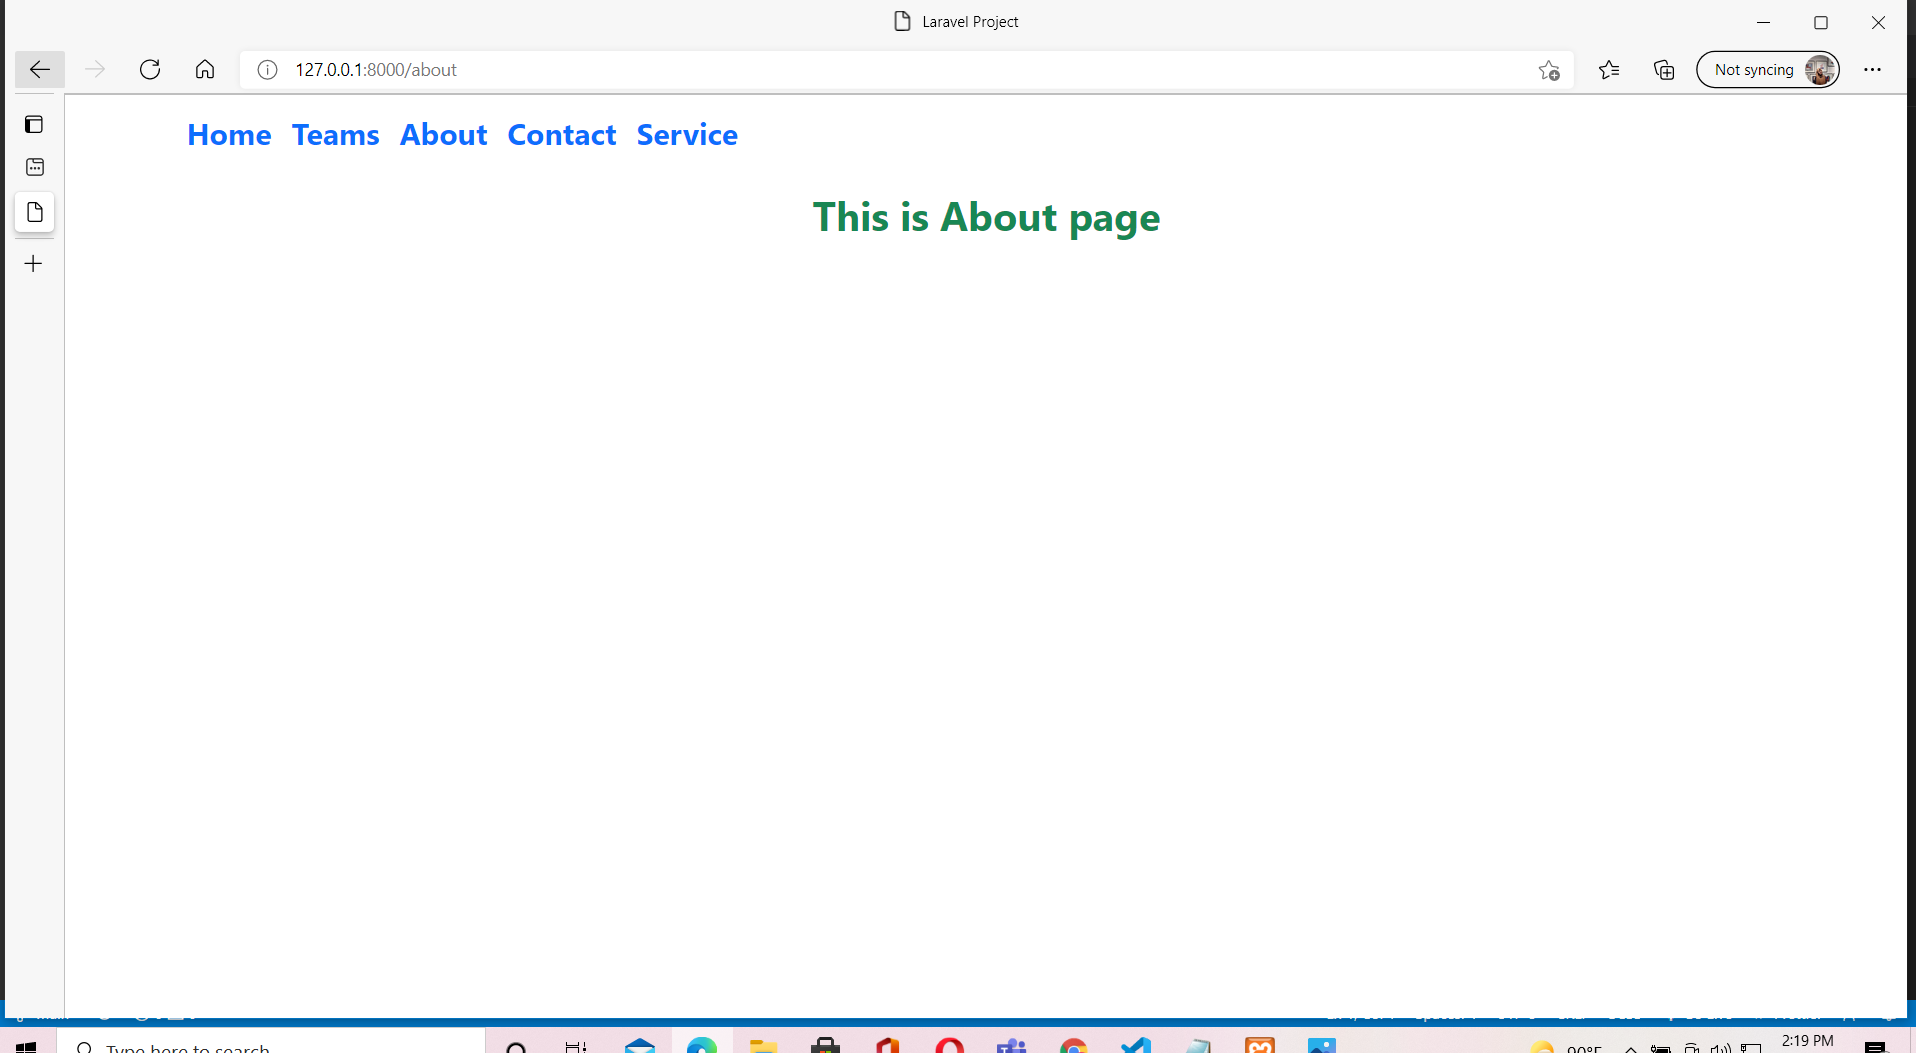 Laravel Project
127.0.0.1:8000/about
Not syncing
Home Teams About Contact Service
This is About page
Type here to search
90°F
2:19 PM